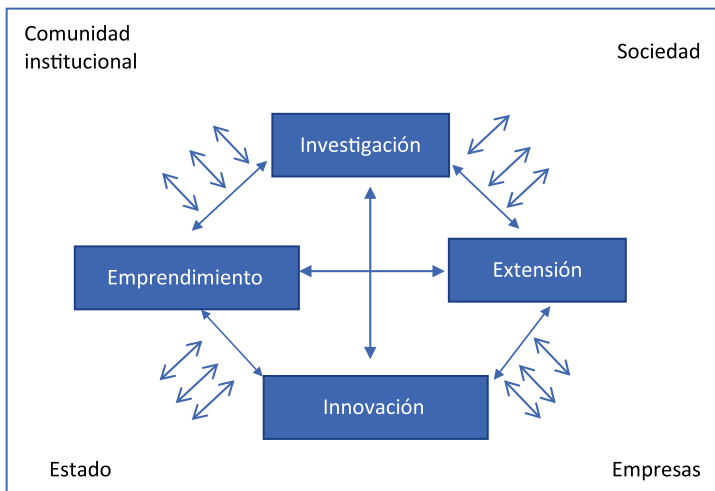 Comunidad
institucional
Sociedad
Investigación
Emprendimiento
Extensión
Innovación
Estado
Empresas